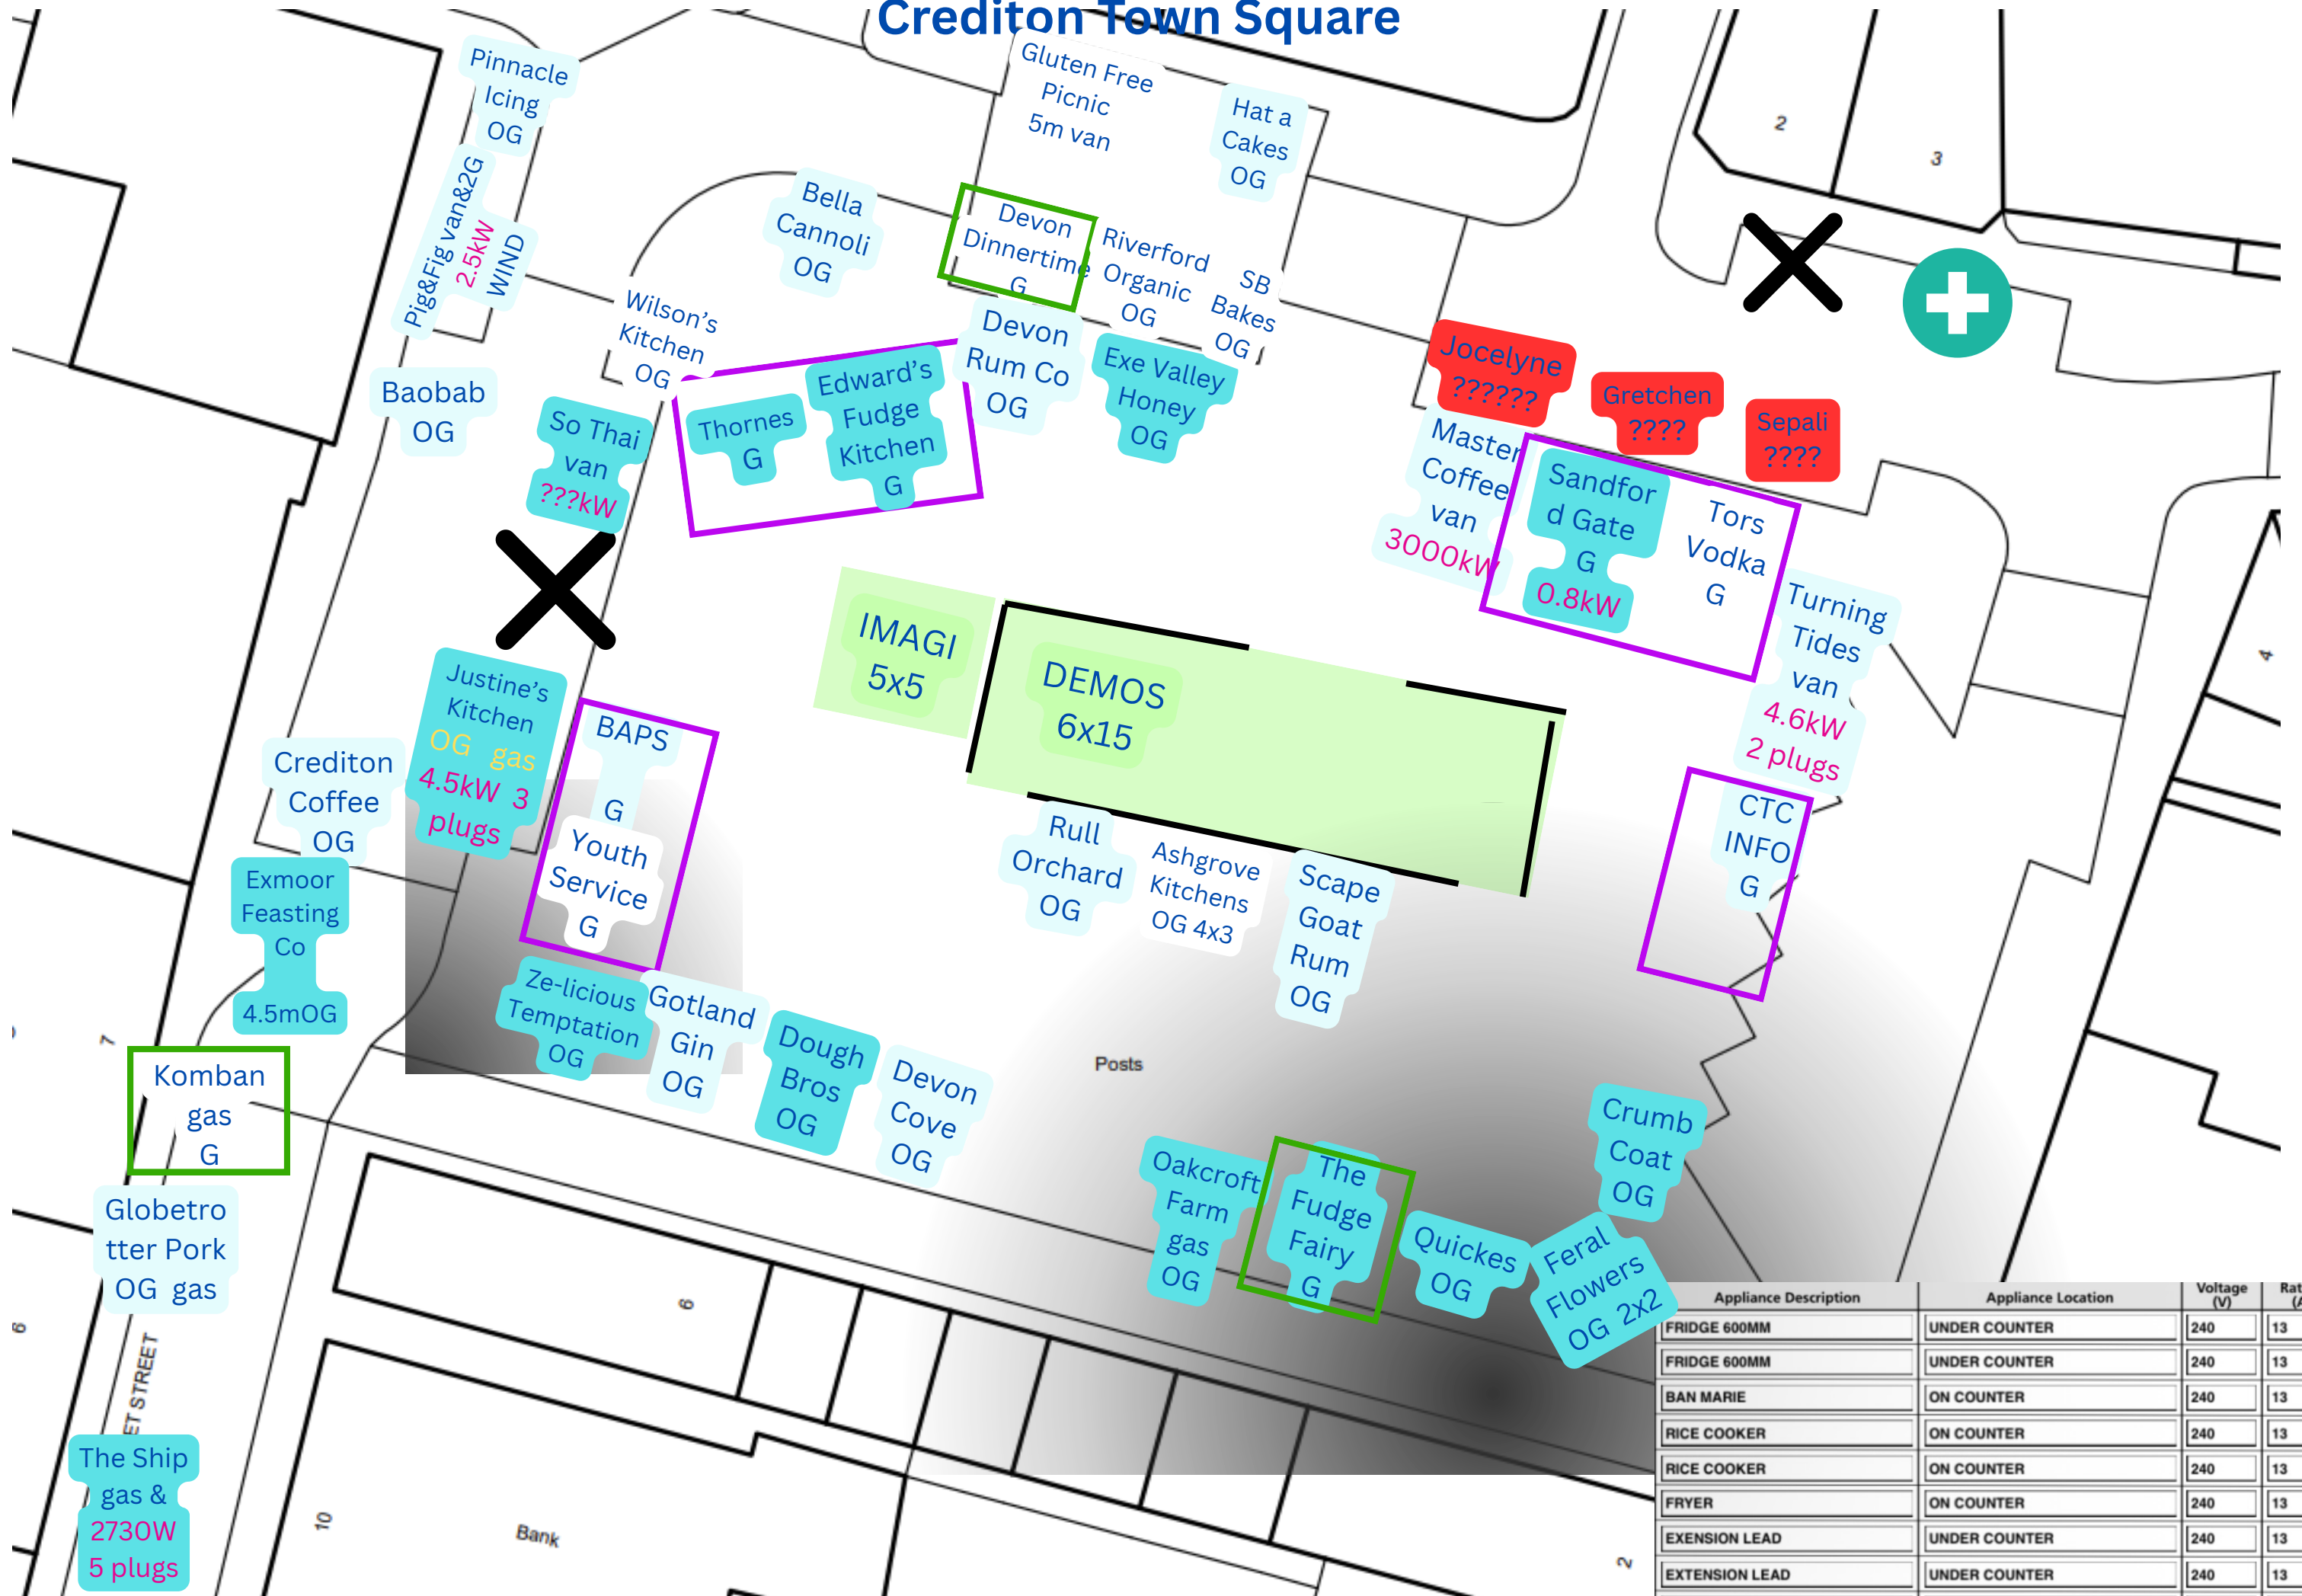 Crediton Town Square
Pinnacle
Icing
OG
Gluten Free
Picnic
5m van
Hat a
Cakes
OG
2
3
Pig&Fig van&2G
2.5kW
WIND
Bella
Cannoli
OG
Devon
Dinnertime
G
Riverford
Organic
OG
SB
Bakes
OG
Wilson's
Kitchen
OG
Devon
Rum Co
OG
Exe Valley
Honey
OG
Baobab
OG
So Thai
van
???kW
Thornes
G
Edward's
Fudge
Kitchen
G
Jocelyne
??????
Gretchen
????
Sepali
????
Master
Coffee
van
3000kW
Sandfor
d Gate
G
0.8kW
Tors
Vodka
G
Turning
Tides
van
4.6kW
2 plugs
4
IMAGI
5x5
DEMOS
6x15
Justine's
Kitchen
OG gas
4.5kW 3
plugs
BAPS
G
Youth
Service
G
Crediton
Coffee
OG
CTC
INFO
G
Rull
Orchard
OG
Ashgrove
Kitchens
OG 4x3
Scape
Goat
Rum
OG
Exmoor
Feasting
Co
4.5mOG
Ze-licious
Temptation
OG
Gotland
Gin
OG
Dough
Bros
OG
Devon
Cove
OG
Posts
7
Komban
gas
G
Crumb
Coat
OG
Oakcroft
Farm
gas
OG
The
Fudge
Fairy
G
Quickes
OG
Feral
Flowers
OG 2x2
Globetro
tter Pork
OG gas
6
6
ET STREET
The Ship
gas &
2730W
5 plugs
10
Bank
2
Appliance Description Appliance Location Voltage (V)
FRIDGE 600MM UNDER COUNTER 240 13
FRIDGE 600MM UNDER COUNTER 240 13
BAN MARIE ON COUNTER 240 13
RICE COOKER ON COUNTER 240 13
RICE COOKER ON COUNTER 240 13
FRYER ON COUNTER 240 13
EXENSION LEAD UNDER COUNTER 240 13
EXTENSION LEAD UNDER COUNTER 240 13